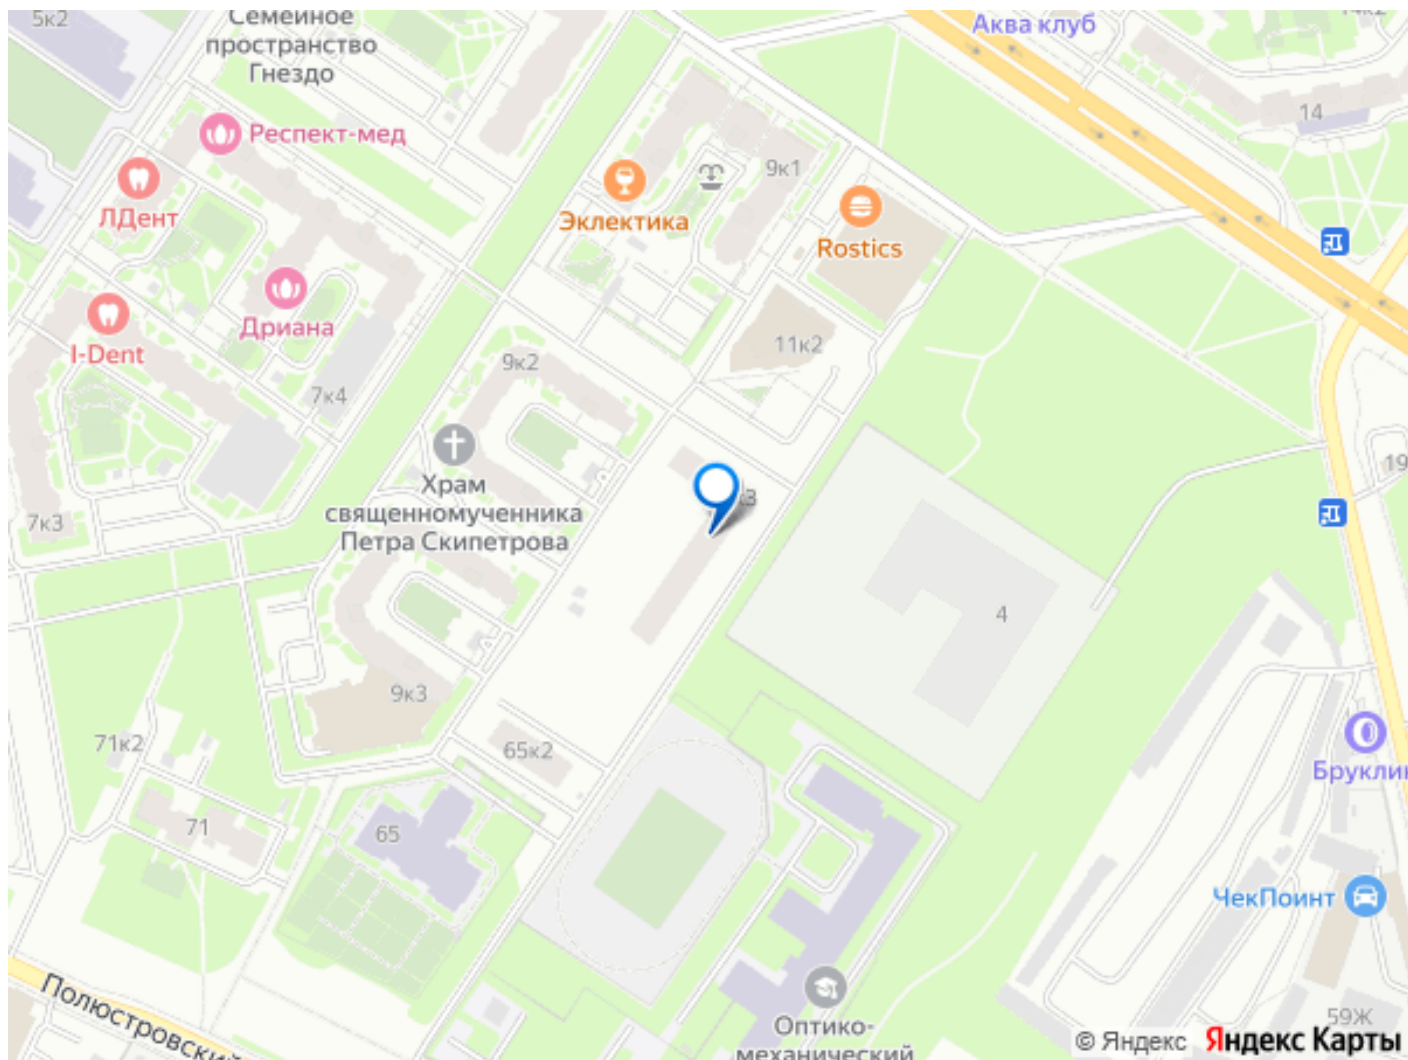 5к2
Семейное
пространство
Гнездо
Аква клуб
14
Респект-мед
9к1
ЛДент
Эклектика
Rostics
Дриана
I-Dent
11к2
9к2
7к4
Храм
священномученника
Петра Скипетрова
19
7к3
4
9к3
71к2
65к2
Бруклин
71
65
ЧекПоинт
Полюстровский
Оптико-
механический
59Ж
© Яндекс Яндекс Карты